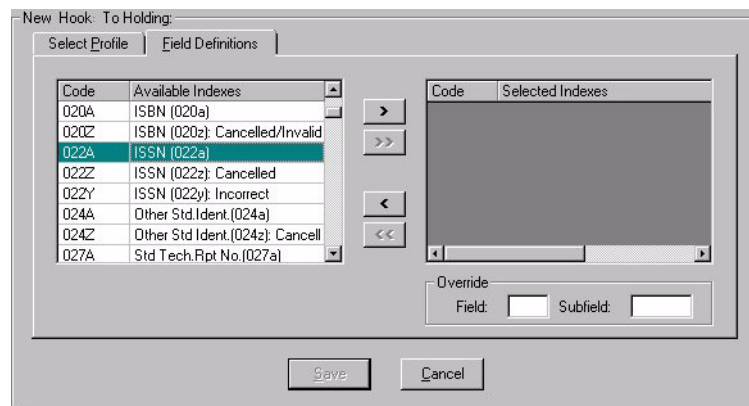 New Hook: To Holding:
Select Profile
Field Definitions
Code Available Indexes
020A ISBN (020a)
020Z ISBN (020z): Cancelled/Invalid
022A ISSN (022a)
022Z ISSN (022z): Cancelled
022Y ISSN (022y): Incorrect
024A Other Std.Ident.(024a)
024Z Other Std Ident.(024z): Cancell
027A Std Tech.Rpt No.(027a)
>
>>
<
<<
Code Selected Indexes
Override
Field: Subfield:
Save Cancel